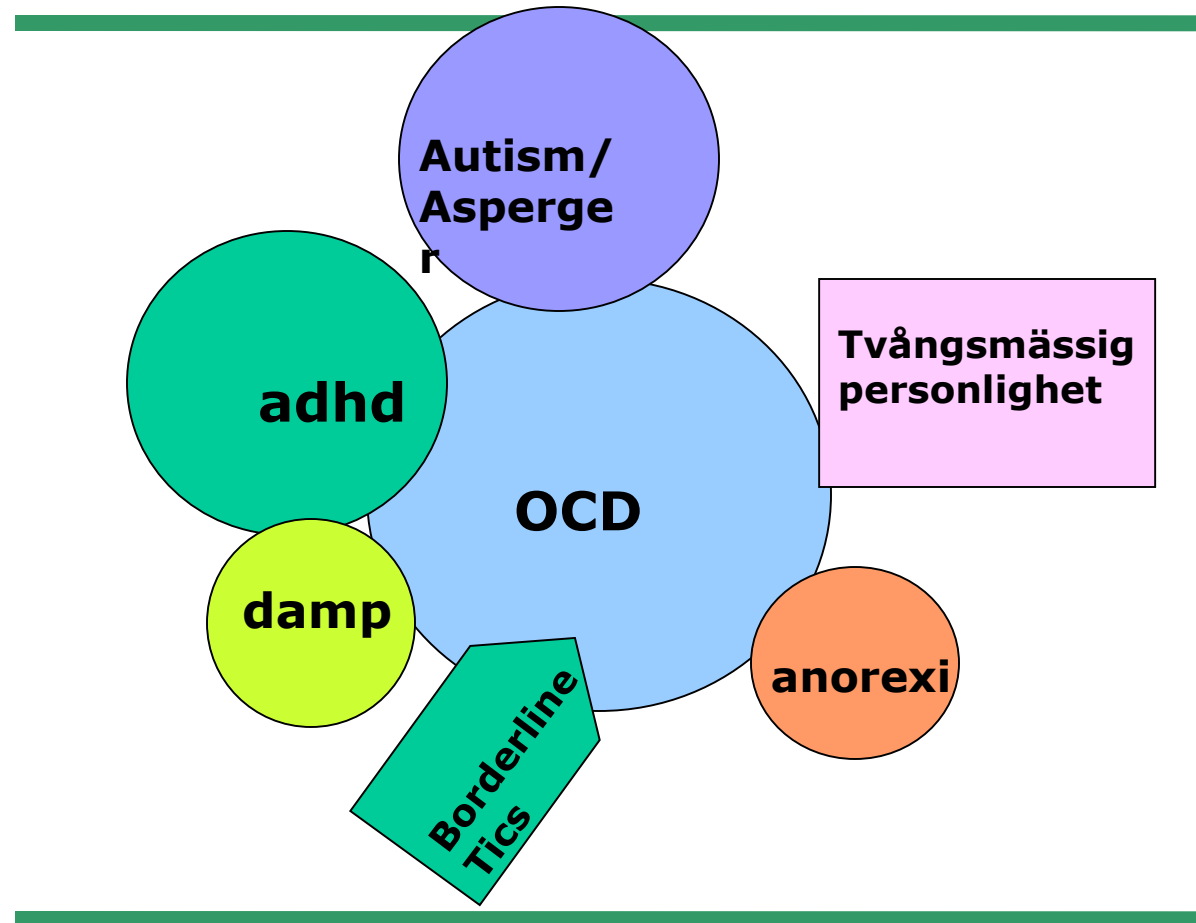 Autism/
Asperge
r
Tvångsmässig
personlighet
adhd
OCD
damp
anorexi
Borderline
Tics